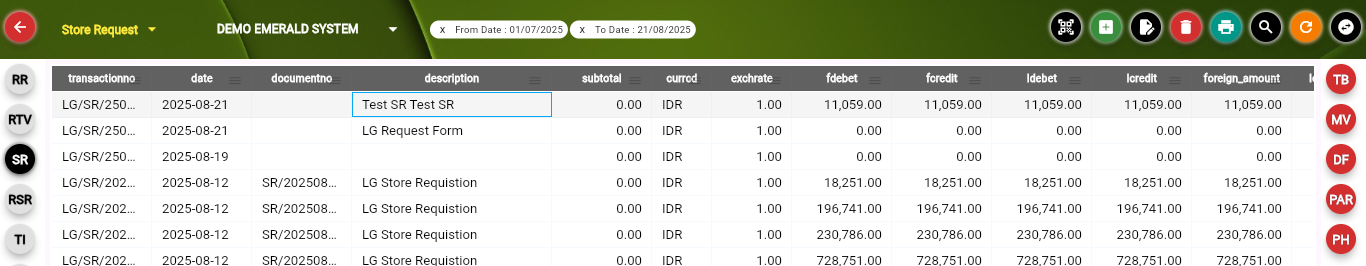 Store Request DEMO EMERALD SYSTEM x From Date : 01/07/2025 x To Date : 21/08/2025
RR RTV SR RSR TI
transactionno date documentno description subtotal currcd exchrate fdebet fcredit ldebet lcredit foreign_amount
LG/SR/250... 2025-08-21 Test SR Test SR 0.00 IDR 1.00 11,059.00 11,059.00 11,059.00 11,059.00 11,059.00
LG/SR/250... 2025-08-21 LG Request Form 0.00 IDR 1.00 0.00 0.00 0.00 0.00 0.00
LG/SR/250... 2025-08-19 0.00 IDR 1.00 0.00 0.00 0.00 0.00 0.00
LG/SR/202... 2025-08-12 SR/202508... LG Store Requistion 0.00 IDR 1.00 18,251.00 18,251.00 18,251.00 18,251.00 18,251.00
LG/SR/202... 2025-08-12 SR/202508... LG Store Requistion 0.00 IDR 1.00 196,741.00 196,741.00 196,741.00 196,741.00 196,741.00
LG/SR/202... 2025-08-12 SR/202508... LG Store Requistion 0.00 IDR 1.00 230,786.00 230,786.00 230,786.00 230,786.00 230,786.00
LG/SR/202... 2025-08-12 SR/202508... LG Store Requistion 0.00 IDR 1.00 728,751.00 728,751.00 728,751.00 728,751.00 728,751.00
TB MV DF PAR PH